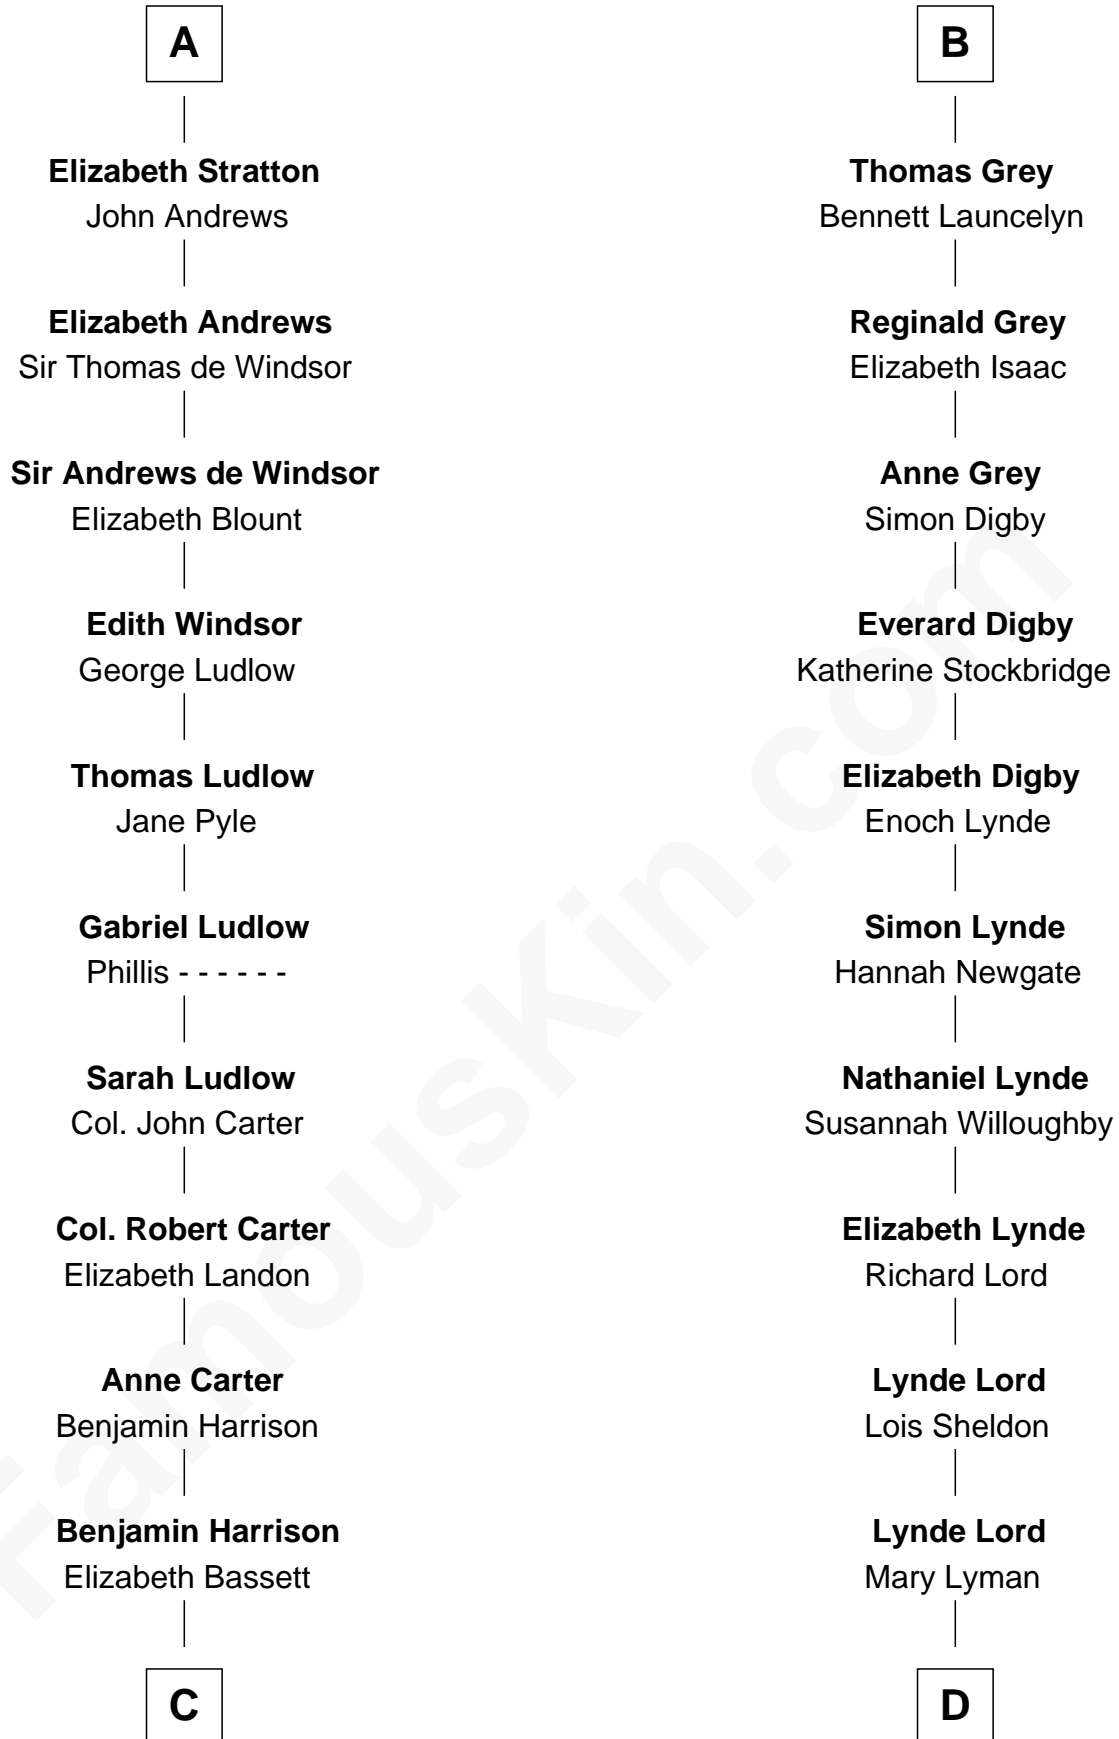 A
Elizabeth Stratton
John Andrews
Elizabeth Andrews
Sir Thomas de Windsor
Sir Andrews de Windsor
Elizabeth Blount
Edith Windsor
George Ludlow
Thomas Ludlow
Jane Pyle
Gabriel Ludlow
Phillis - - - - - -
Sarah Ludlow
Col. John Carter
Col. Robert Carter
Elizabeth Landon
Anne Carter
Benjamin Harrison
Benjamin Harrison
Elizabeth Bassett
C
B
Thomas Grey
Bennett Launcelyn
Reginald Grey
Elizabeth Isaac
Anne Grey
Simon Digby
Everard Digby
Katherine Stockbridge
Elizabeth Digby
Enoch Lynde
Simon Lynde
Hannah Newgate
Nathaniel Lynde
Susannah Willoughby
Elizabeth Lynde
Richard Lord
Lynde Lord
Lois Sheldon
Lynde Lord
Mary Lyman
D
FamousKin.com